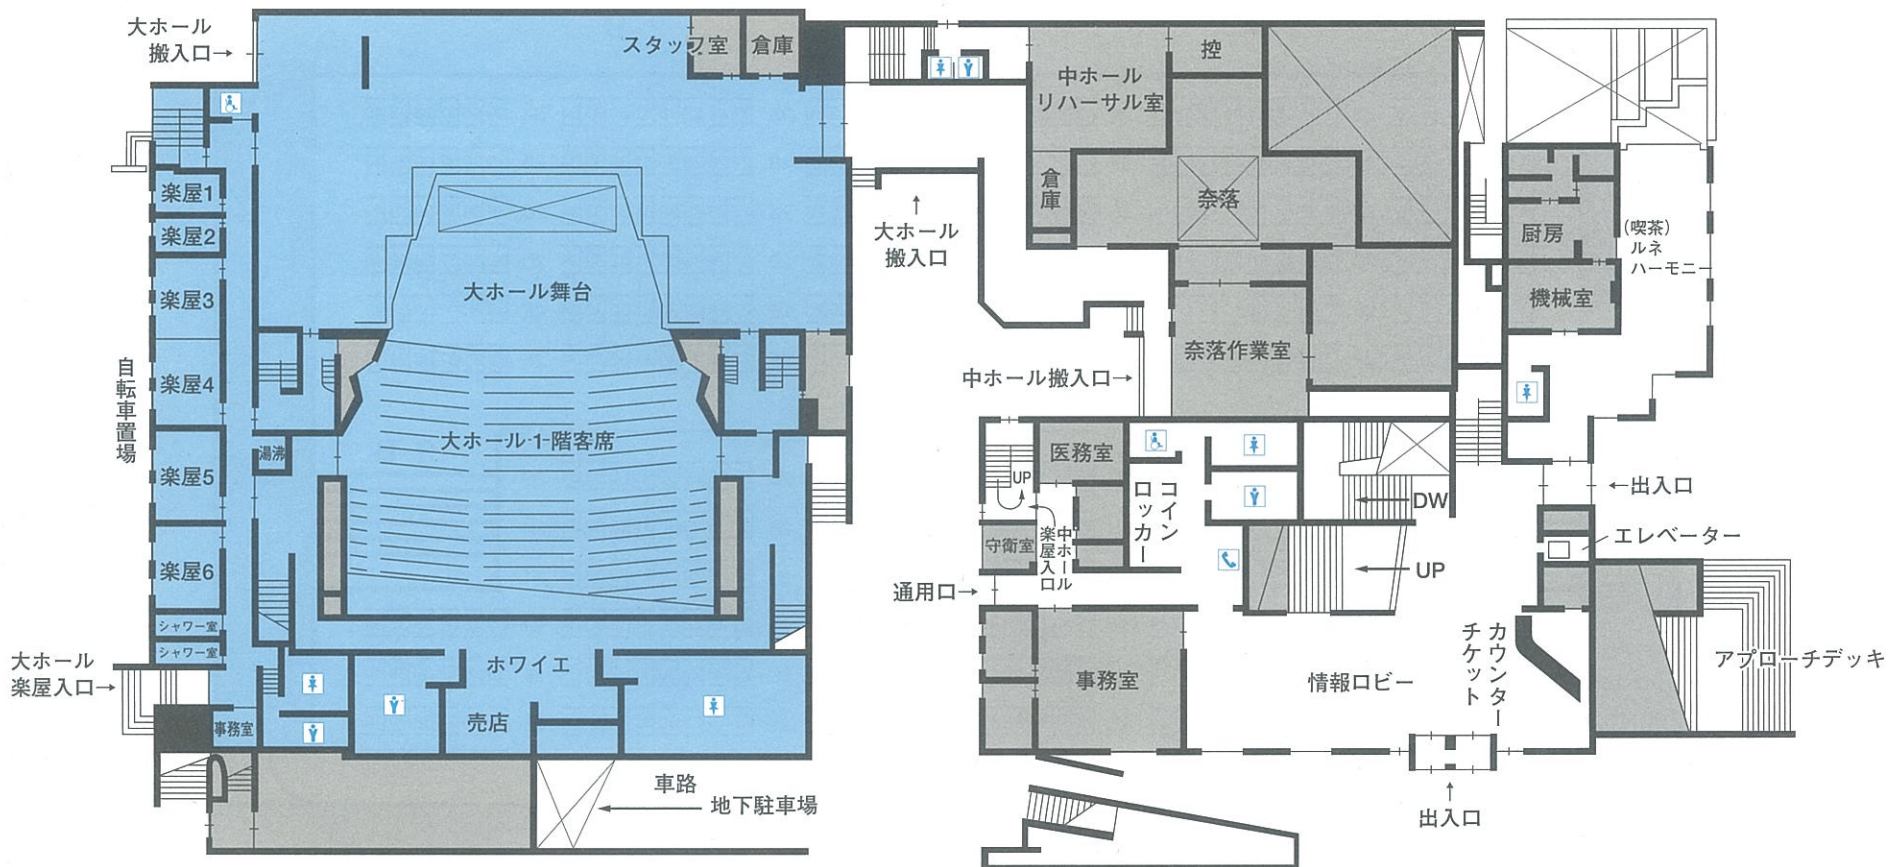 大ホール
搬入口→
スタッフ室
倉庫
控
中ホール
リハーサル室
楽屋1
楽屋2
楽屋3
楽屋4
楽屋5
楽屋6
自転車置場
倉庫
奈落
大ホール
搬入口
厨房
(喫茶)
ルネ
ハーモニー
機械室
大ホール舞台
奈落作業室
中ホール搬入口→
大ホール1階客席
湯沸
医務室
UP
コイン
ロッカー
DW
←出入口
守衛室
中ホール
楽屋入口
エレベーター
UP
通用口→
シャワー室
シャワー室
大ホール
楽屋入口→
ホワイエ
売店
事務室
事務室
情報ロビー
チケット
カウンター
アプローチデッキ
車路
地下駐車場
出入口